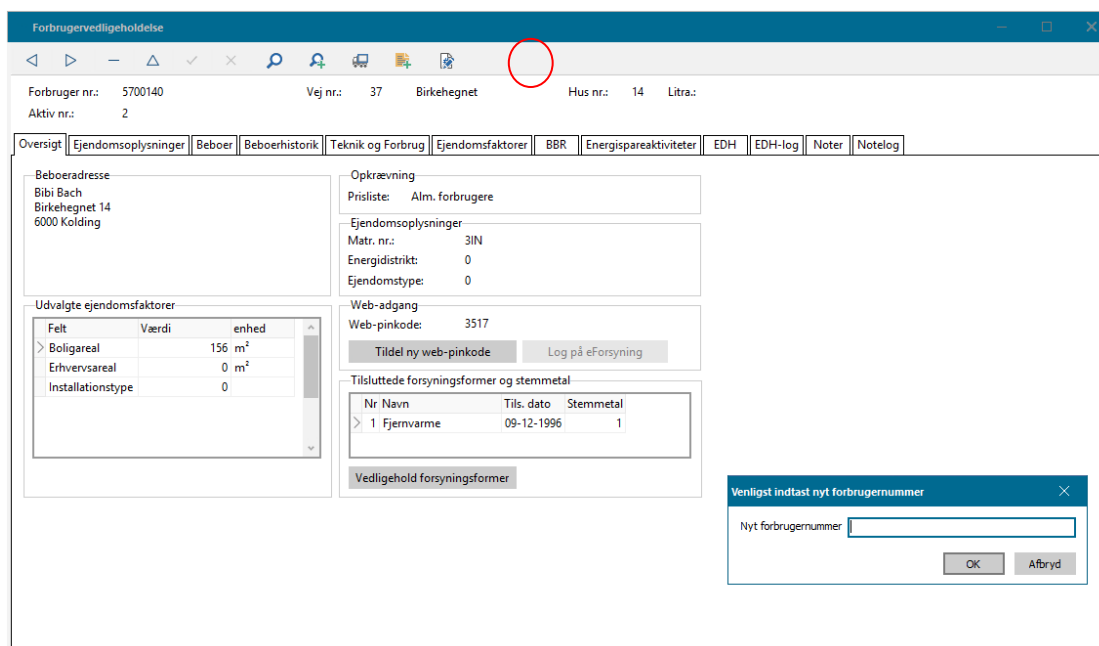 Forbrugervedligeholdelse
Forbruger nr.: 5700140 Vej nr.: 37 Birkehegnet Hus nr.: 14 Litra.:
Aktiv nr.: 2
Oversigt Ejendomsoplysninger Beboer Beboerhistorik Teknik og Forbrug Ejendomsfaktorer BBR Energispareaktiviteter EDH EDH-log Noter Notelog
Beboeradresse
Bibi Bach
Birkehegnet 14
6000 Kolding
Opkrævning
Prisliste: Alm. forbrugere
Ejendomsoplysninger
Matr. nr.: 3IN
Energidistrikt: 0
Ejendomstype: 0
Udvalgte ejendomsfaktorer
Felt Værdi enhed
Boligareal 156 m²
Erhvervsareal 0 m²
Installationstype 0
Web-adgang
Web-pinkode: 3517
Tildel ny web-pinkode Log på eForsyning
Tilsluttede forsyningsformer og stemmetal
Nr Navn Tils. dato Stemmetal
1 Fjernvarme 09-12-1996 1
Vedligehold forsyningsformer
Venligst indtast nyt forbrugernummer
Nyt forbrugernummer
OK Afbryd